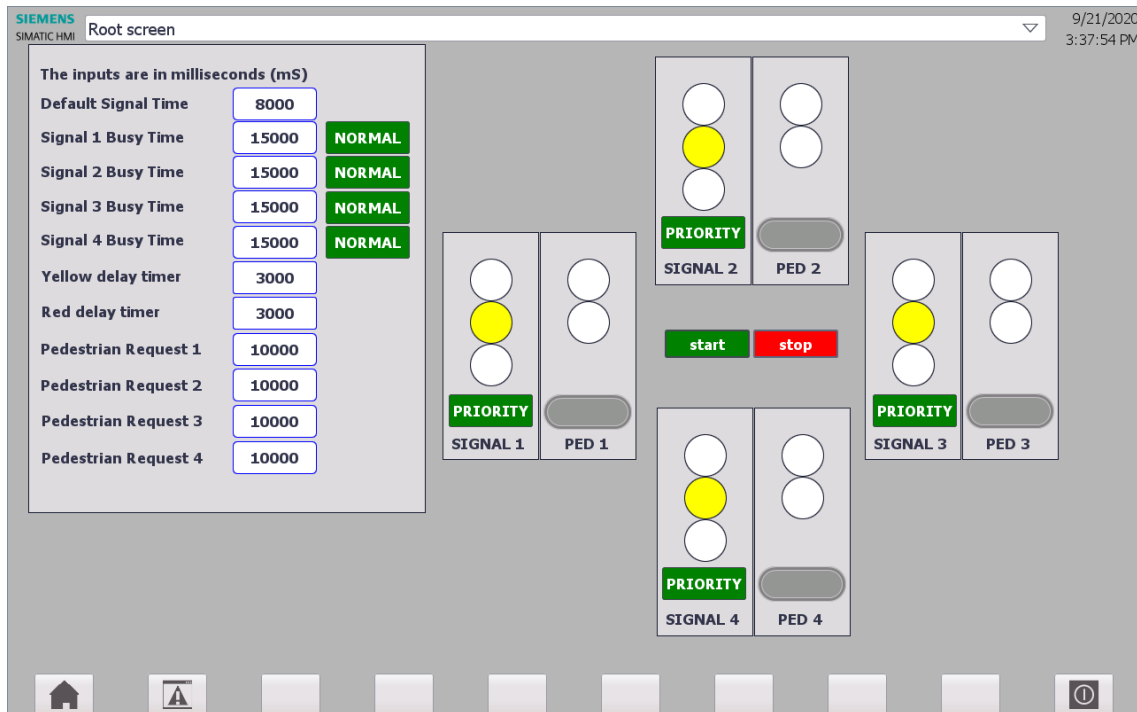 SIEMENS
SIMATIC HMI
Root screen
9/21/2020
3:37:54 PM
The inputs are in milliseconds (mS)
Default Signal Time 8000
Signal 1 Busy Time 15000 NORMAL
Signal 2 Busy Time 15000 NORMAL
Signal 3 Busy Time 15000 NORMAL
Signal 4 Busy Time 15000 NORMAL
Yellow delay timer 3000
Red delay timer 3000
Pedestrian Request 1 10000
Pedestrian Request 2 10000
Pedestrian Request 3 10000
Pedestrian Request 4 10000
PRIORITY
SIGNAL 2 PED 2
PRIORITY
SIGNAL 1 PED 1
start stop
PRIORITY
SIGNAL 3 PED 3
PRIORITY
SIGNAL 4 PED 4